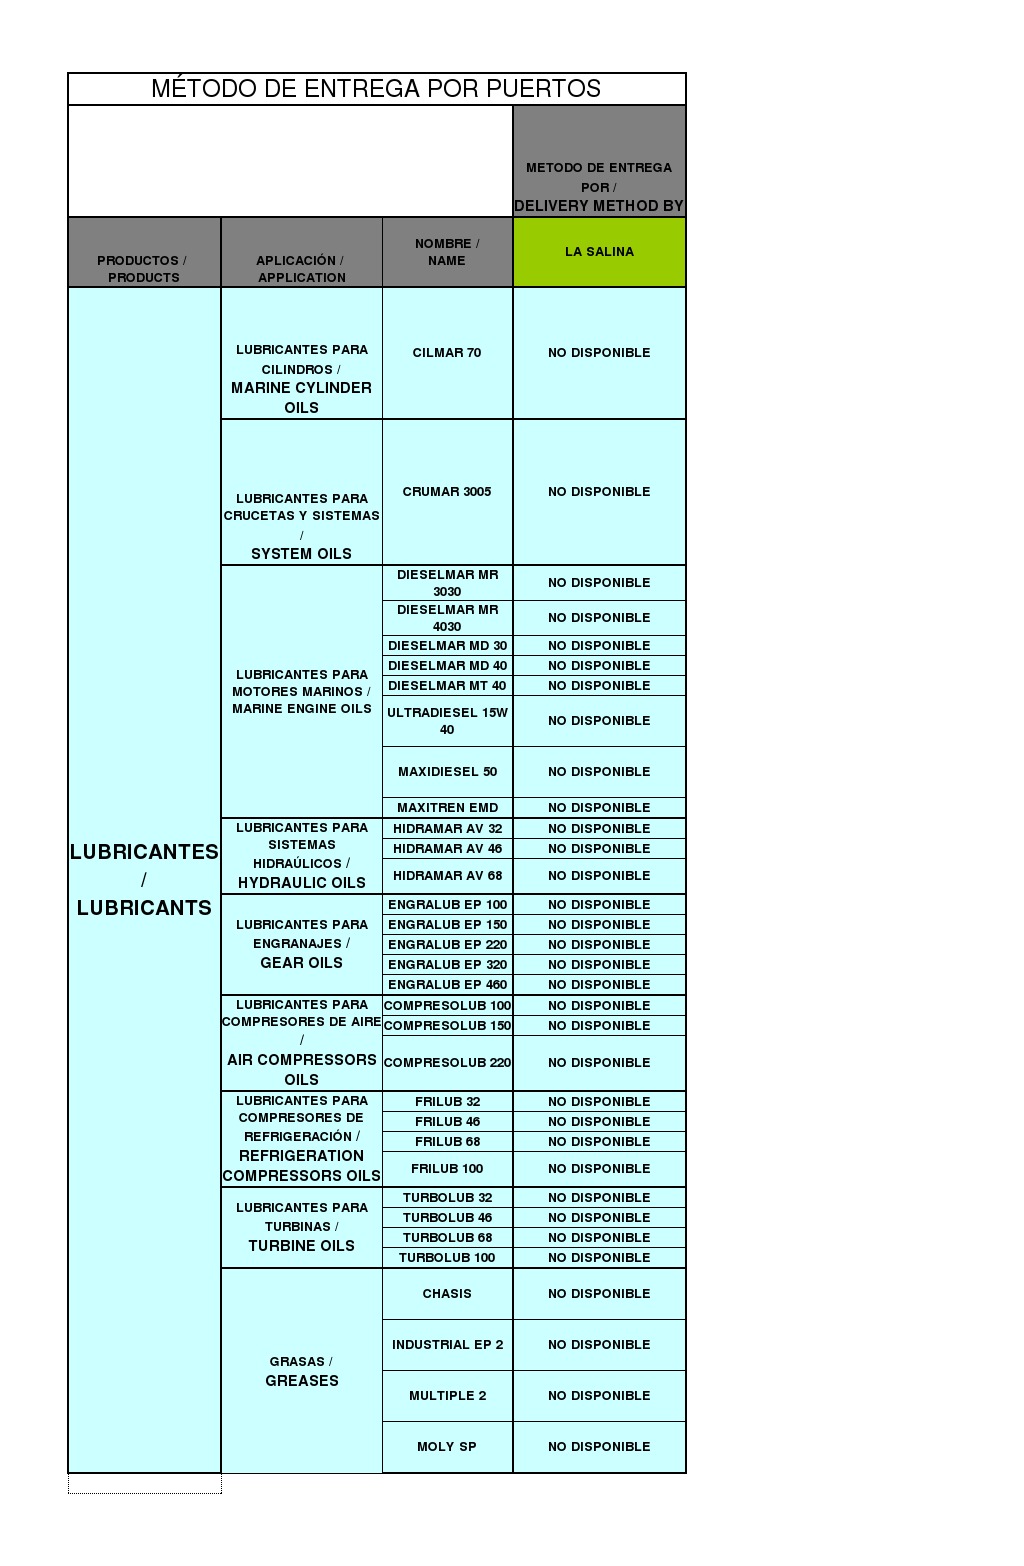 MÉTODO DE ENTREGA POR PUERTOS
METODO DE ENTREGA
POR /
DELIVERY METHOD BY
PRODUCTOS /
PRODUCTS
APLICACIÓN /
APPLICATION
NOMBRE /
NAME
LA SALINA
LUBRICANTES
/
LUBRICANTS
LUBRICANTES PARA
CILINDROS /
MARINE CYLINDER
OILS
CILMAR 70
NO DISPONIBLE
LUBRICANTES PARA
CRUCETAS Y SISTEMAS
/
SYSTEM OILS
CRUMAR 3005
NO DISPONIBLE
LUBRICANTES PARA
MOTORES MARINOS /
MARINE ENGINE OILS
DIESELMAR MR
3030
NO DISPONIBLE
DIESELMAR MR
4030
NO DISPONIBLE
DIESELMAR MD 30
NO DISPONIBLE
DIESELMAR MD 40
NO DISPONIBLE
DIESELMAR MT 40
NO DISPONIBLE
ULTRADIESEL 15W
40
NO DISPONIBLE
MAXIDIESEL 50
NO DISPONIBLE
MAXITREN EMD
NO DISPONIBLE
LUBRICANTES PARA
SISTEMAS
HIDRAÚLICOS /
HYDRAULIC OILS
HIDRAMAR AV 32
NO DISPONIBLE
HIDRAMAR AV 46
NO DISPONIBLE
HIDRAMAR AV 68
NO DISPONIBLE
LUBRICANTES PARA
ENGRANAJES /
GEAR OILS
ENGRALUB EP 100
NO DISPONIBLE
ENGRALUB EP 150
NO DISPONIBLE
ENGRALUB EP 220
NO DISPONIBLE
ENGRALUB EP 320
NO DISPONIBLE
ENGRALUB EP 460
NO DISPONIBLE
LUBRICANTES PARA
COMPRESORES DE AIRE
/
AIR COMPRESSORS
OILS
COMPRESOLUB 100
NO DISPONIBLE
COMPRESOLUB 150
NO DISPONIBLE
COMPRESOLUB 220
NO DISPONIBLE
LUBRICANTES PARA
COMPRESORES DE
REFRIGERACIÓN /
REFRIGERATION
COMPRESSORS OILS
FRILUB 32
NO DISPONIBLE
FRILUB 46
NO DISPONIBLE
FRILUB 68
NO DISPONIBLE
FRILUB 100
NO DISPONIBLE
LUBRICANTES PARA
TURBINAS /
TURBINE OILS
TURBOLUB 32
NO DISPONIBLE
TURBOLUB 46
NO DISPONIBLE
TURBOLUB 68
NO DISPONIBLE
TURBOLUB 100
NO DISPONIBLE
GRASAS /
GREASES
CHASIS
NO DISPONIBLE
INDUSTRIAL EP 2
NO DISPONIBLE
MULTIPLE 2
NO DISPONIBLE
MOLY SP
NO DISPONIBLE